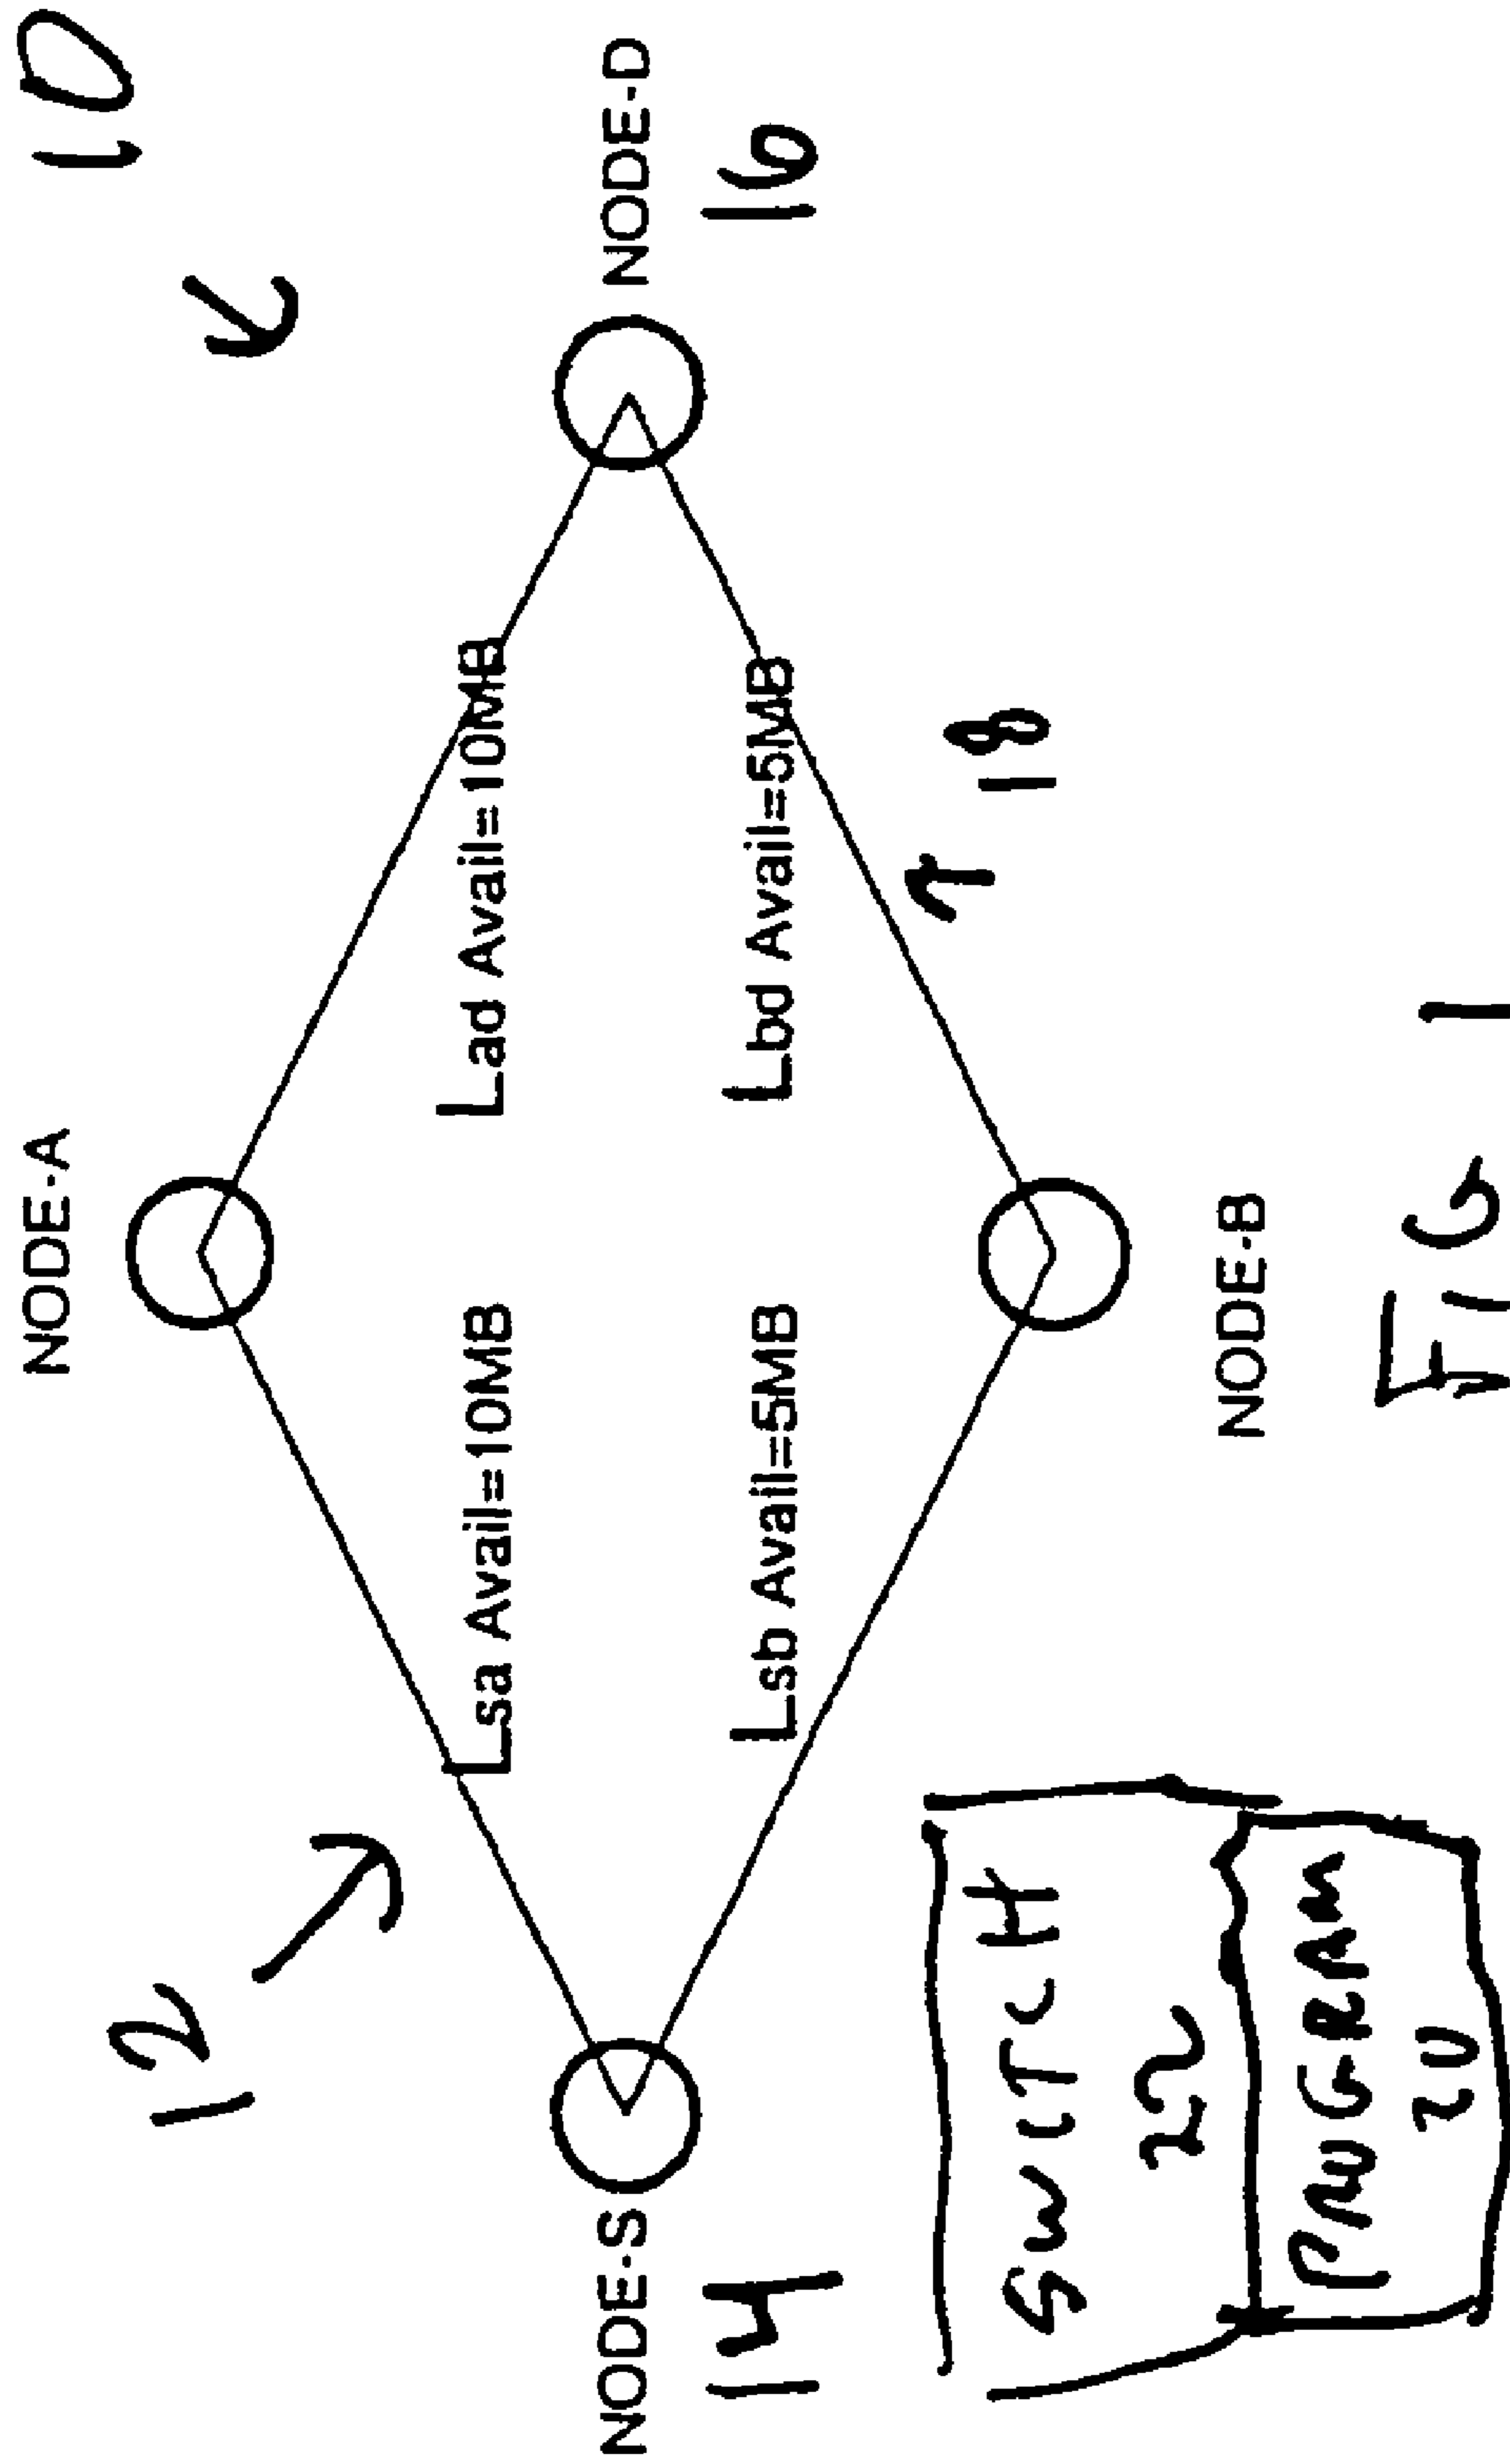 10
NODE-A
12
Lsa Avail=10MB
Lad Avail=10MB
NODE-S
14
NODE-D
16
Lsb Avail=5MB
Lbd Avail=5MB
18
SWITCH
22
NODE-B
PROGRAM
20
FIG 1